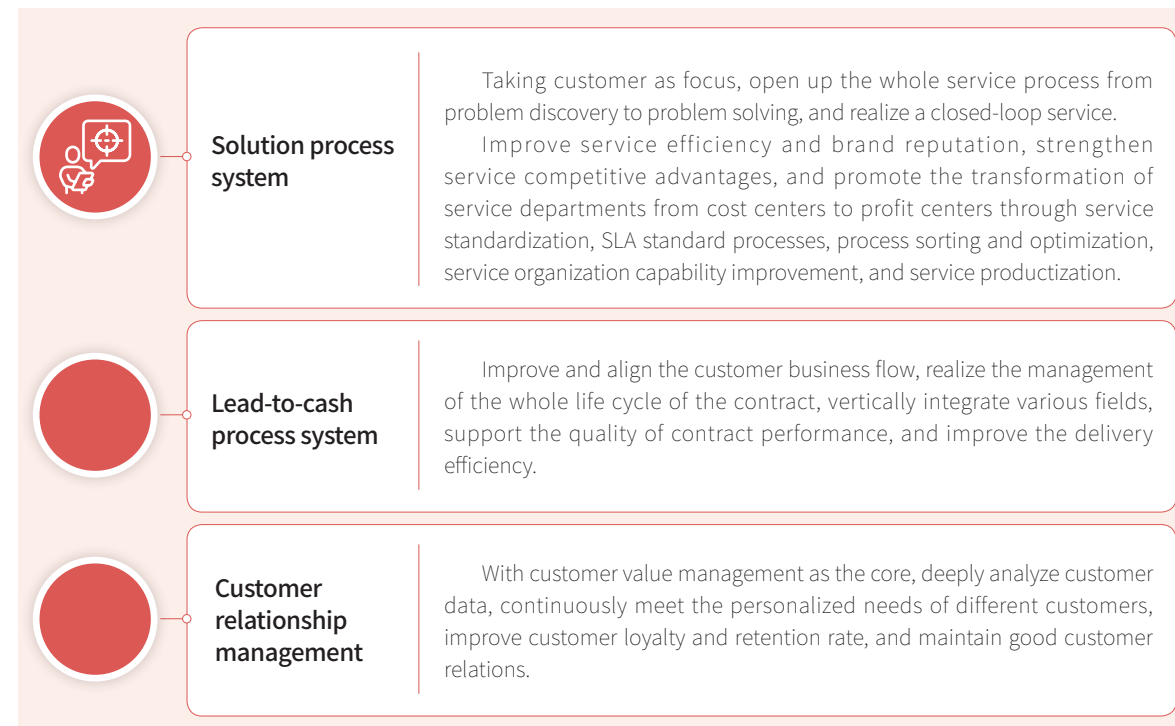 Solution process
system
Taking customer as focus, open up the whole service process from
problem discovery to problem solving, and realize a closed-loop service.
Improve service efficiency and brand reputation, strengthen
service competitive advantages, and promote the transformation of
service departments from cost centers to profit centers through service
standardization, SLA standard processes, process sorting and optimization,
service organization capability improvement, and service productization.
Lead-to-cash
process system
Improve and align the customer business flow, realize the management
of the whole life cycle of the contract, vertically integrate various fields,
support the quality of contract performance, and improve the delivery
efficiency.
Customer
relationship
management
With customer value management as the core, deeply analyze customer
data, continuously meet the personalized needs of different customers,
improve customer loyalty and retention rate, and maintain good customer
relations.